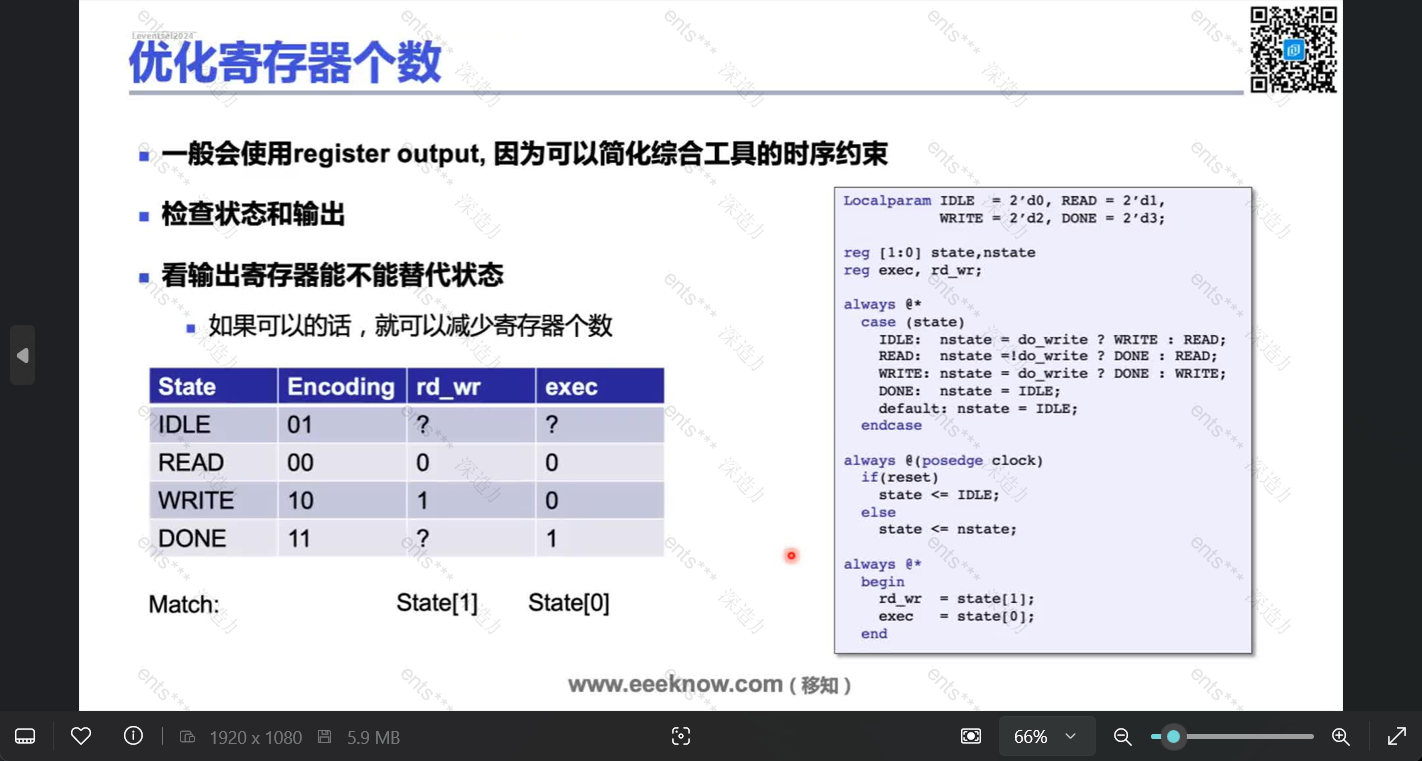 Leventsel2024
优化寄存器个数
一般会使用register output, 因为可以简化综合工具的时序约束
检查状态和输出
看输出寄存器能不能替代状态
如果可以的话，就可以减少寄存器个数
State Encoding rd_wr exec
IDLE 01 ? ?
READ 00 0 0
WRITE 10 1 0
DONE 11 ? 1
Match: State[1] State[0]
Localparam IDLE  = 2'd0, READ = 2'd1,
WRITE = 2'd2, DONE = 2'd3;
reg [1:0] state,nstate
reg exec, rd_wr;
always @*
case (state)
IDLE:  nstate = do_write ? WRITE : READ;
READ:  nstate =!do_write ? DONE : READ;
WRITE: nstate = do_write ? DONE : WRITE;
DONE:  nstate = IDLE;
default: nstate = IDLE;
endcase
always @(posedge clock)
if(reset)
state <= IDLE;
else
state <= nstate;
always @*
begin
rd_wr  = state[1];
exec   = state[0];
end
www.eeeknow.com ( 移知 )
1920 x 1080 5.9 MB 66%